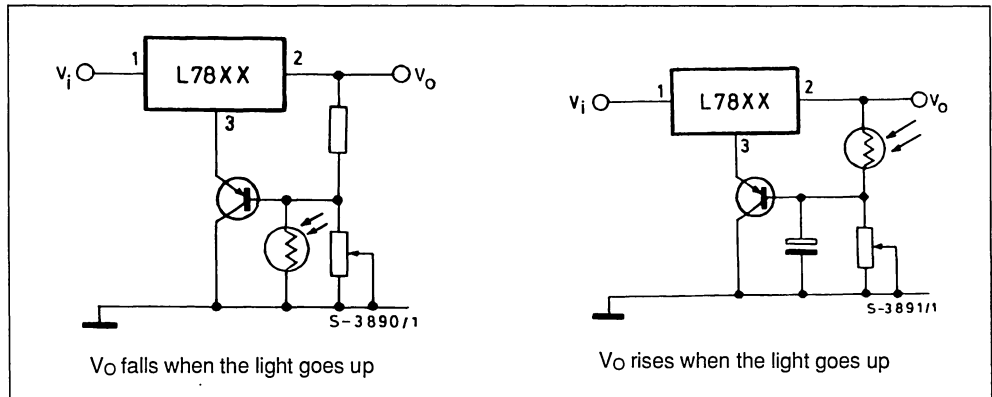 1 L78XX 2
Vi Vo
3
S-3890/1
Vo falls when the light goes up
1 L78XX 2
Vi Vo
3
S-3891/1
Vo rises when the light goes up